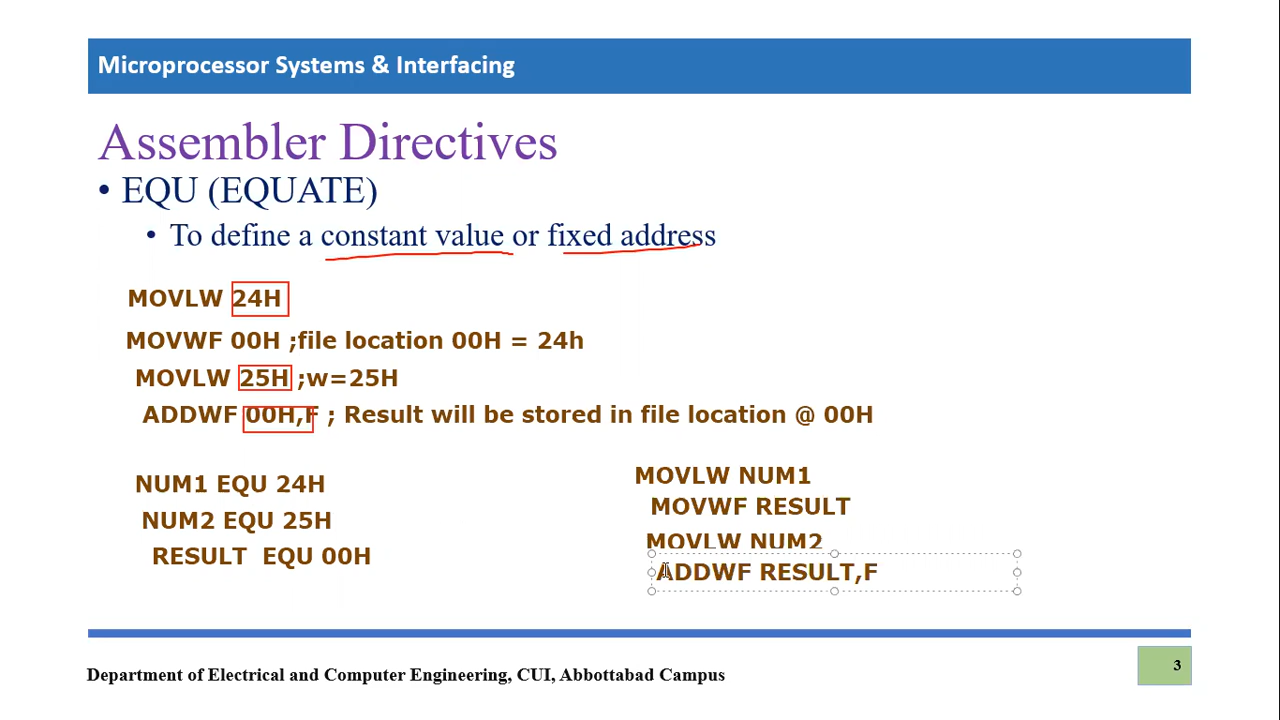 Microprocessor Systems & Interfacing
Assembler Directives
• EQU (EQUATE)
• To define a constant value or fixed address
MOVLW 24H
MOVWF 00H ;file location 00H = 24h
MOVLW 25H ;w=25H
ADDWF 00H,F ; Result will be stored in file location @ 00H
NUM1 EQU 24H
NUM2 EQU 25H
RESULT EQU 00H
MOVLW NUM1
MOVWF RESULT
MOVLW NUM2
ADDWF RESULT,F
Department of Electrical and Computer Engineering, CUI, Abbottabad Campus
3